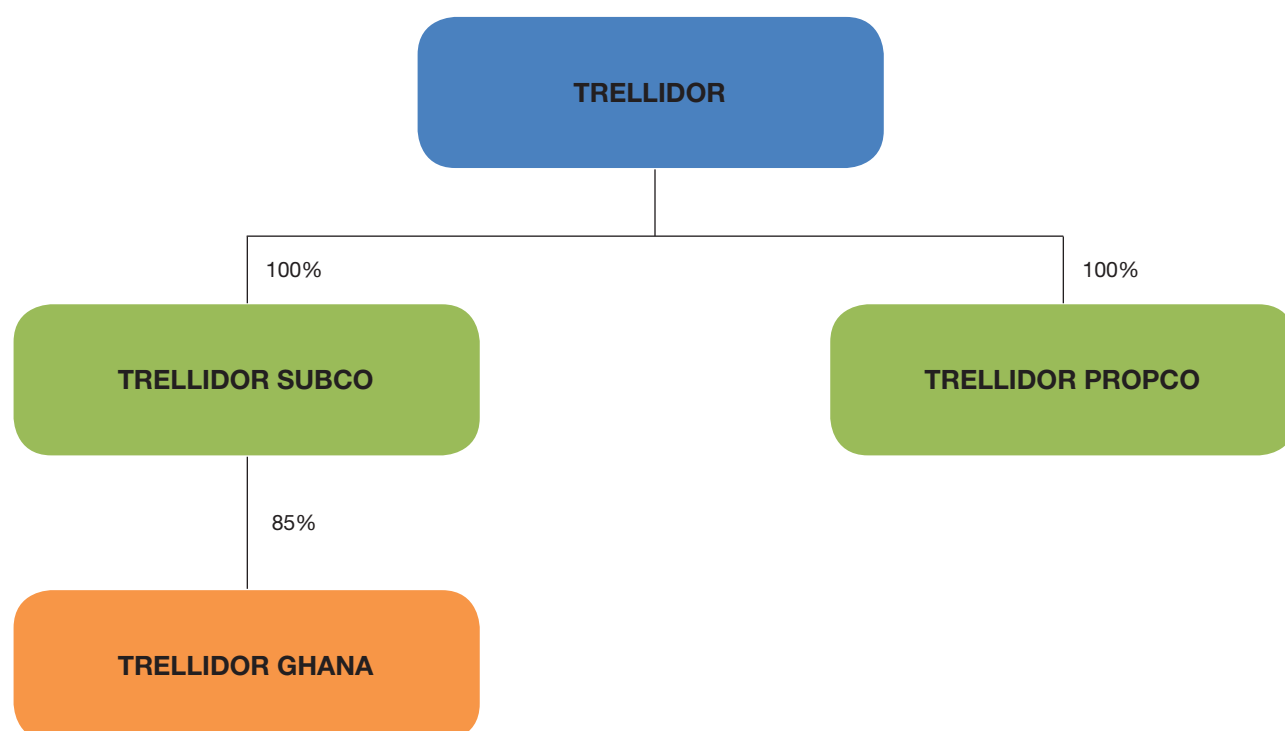 TRELLIDOR
100%
100%
TRELLIDOR SUBCO
TRELLIDOR PROPCO
85%
TRELLIDOR GHANA